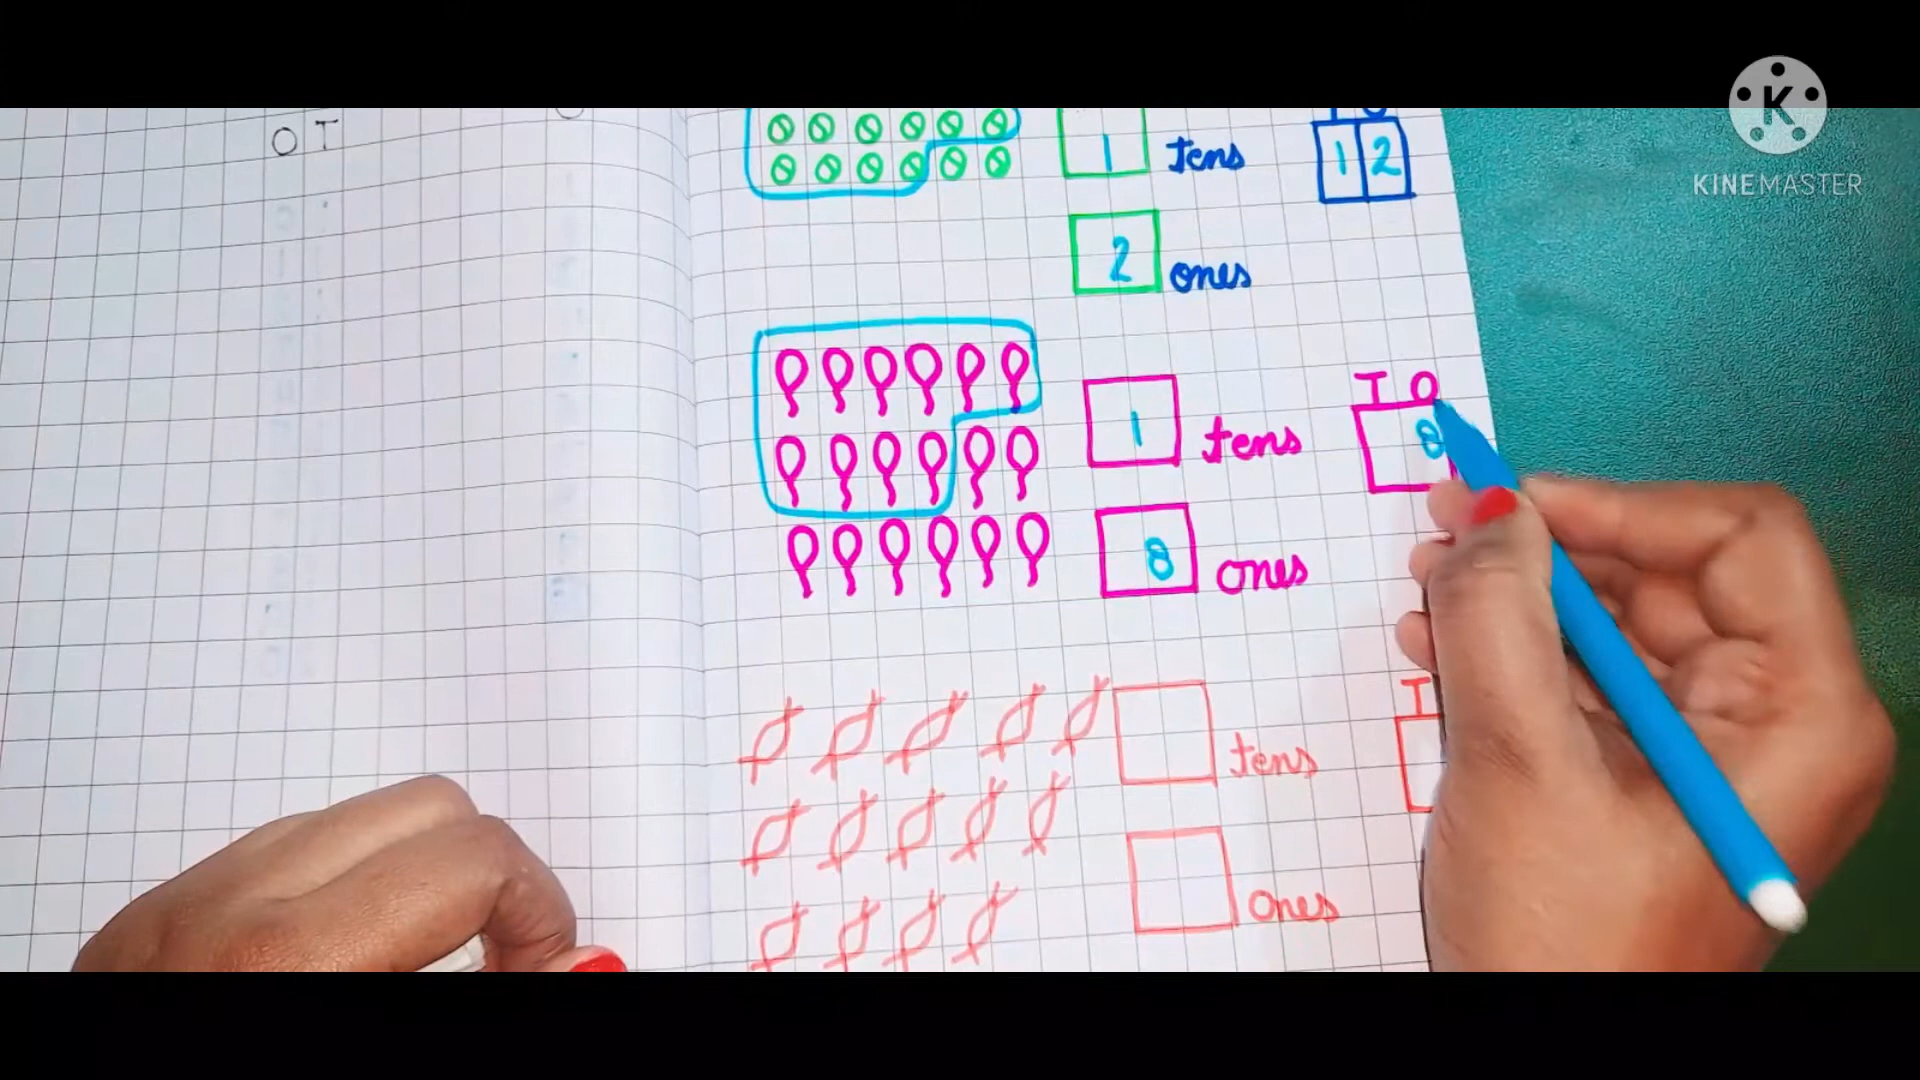 KINEMASTER
O T
1 tens
1 2
2 ones
T O
1 tens
8
8 ones
T
tens
ones